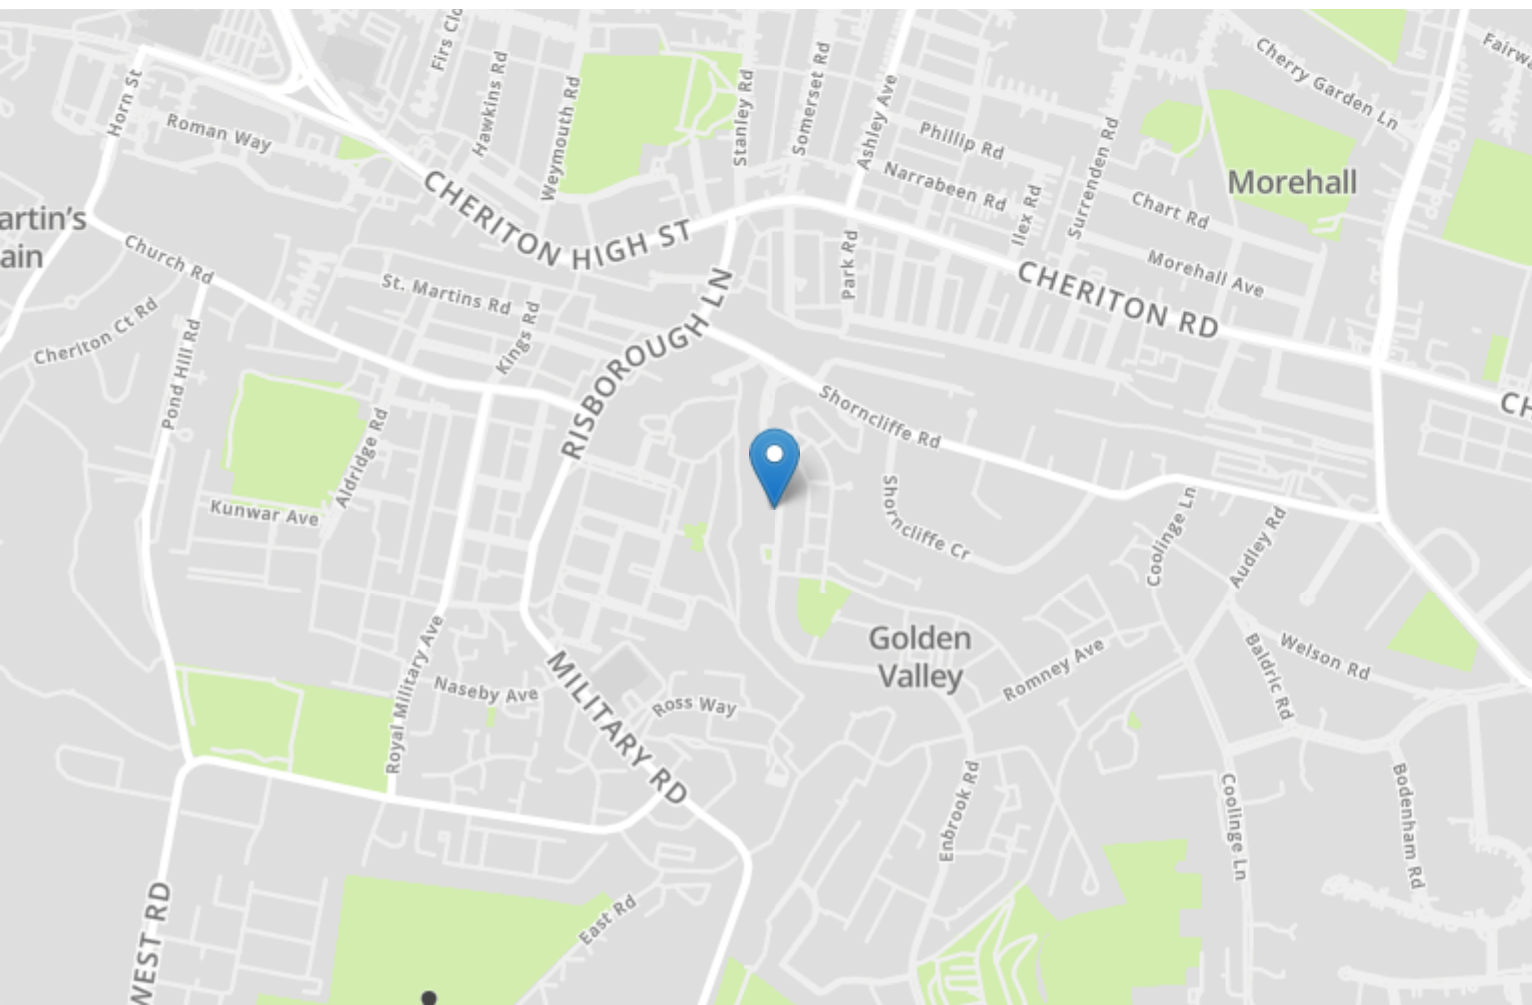 Firs Clo
Hawkins Rd
Weymouth Rd
Stanley Rd
Somerset Rd
Ashley Ave
Cherry Garden Ln
Fairwa
Horn St
Roman Way
Phillip Rd
Narrabeen Rd
Ilex Rd
Surrenden Rd
Chart Rd
Morehall
artin's
ain
CHERITON HIGH ST
Church Rd
Cheriton Ct Rd
St. Martins Rd
Kings Rd
RISBOROUGH LN
Park Rd
Morehall Ave
CHERITON RD
CH
Pond Hill Rd
Aldridge Rd
Kunwar Ave
Shorncliffe Rd
Shorncliffe Cr
Coolinge Ln
Audley Rd
Golden
Valley
Romney Ave
Baldric Rd
Welson Rd
Royal Military Ave
Naseby Ave
MILITARY RD
Ross Way
Enbrook Rd
Coolinge Ln
Bodenham Rd
East Rd
WEST RD